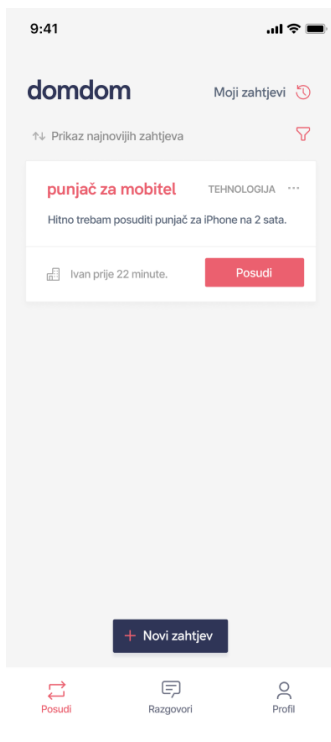 9:41
domdom
Moji zahtjevi
Prikaz najnovijih zahtjeva
punjač za mobitel
TEHNOLOGIJA
Hitno trebam posuditi punjač za iPhone na 2 sata.
Ivan prije 22 minute.
Posudi
+ Novi zahtjev
Posudi
Razgovori
Profil